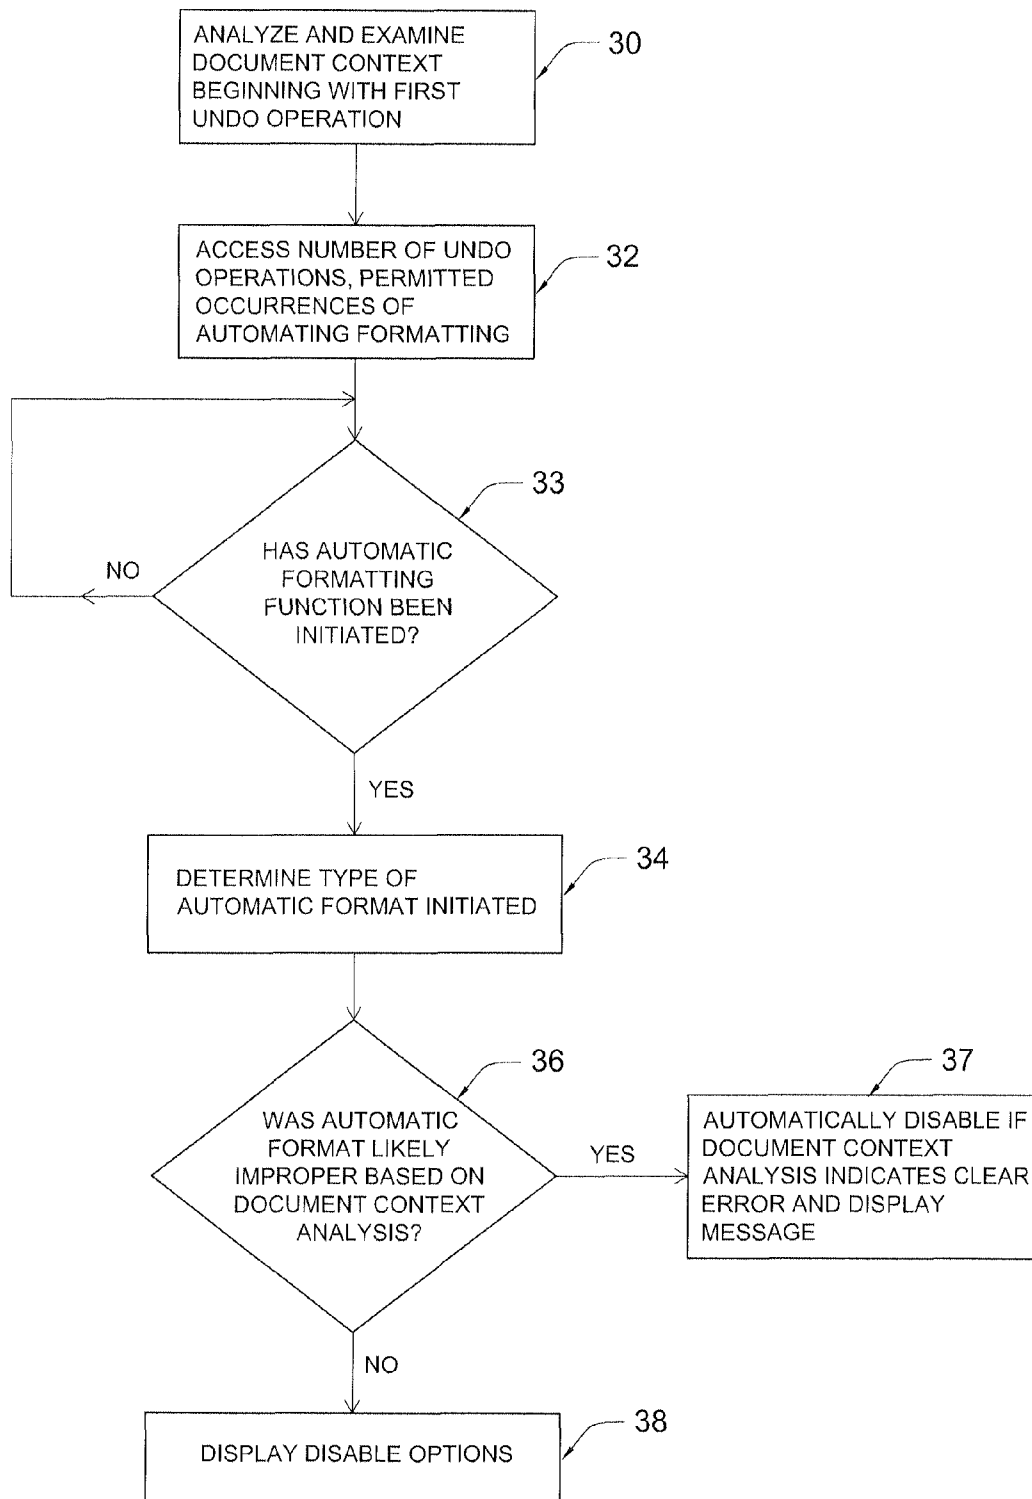 ANALYZE AND EXAMINE
DOCUMENT CONTEXT
BEGINNING WITH FIRST
UNDO OPERATION
30
ACCESS NUMBER OF UNDO
OPERATIONS, PERMITTED
OCCURRENCES OF
AUTOMATING FORMATTING
32
33
HAS AUTOMATIC
FORMATTING
FUNCTION BEEN
INITIATED?
NO
YES
34
DETERMINE TYPE OF
AUTOMATIC FORMAT INITIATED
36
WAS AUTOMATIC
FORMAT LIKELY
IMPROPER BASED ON
DOCUMENT CONTEXT
ANALYSIS?
YES
37
AUTOMATICALLY DISABLE IF
DOCUMENT CONTEXT
ANALYSIS INDICATES CLEAR
ERROR AND DISPLAY
MESSAGE
NO
38
DISPLAY DISABLE OPTIONS